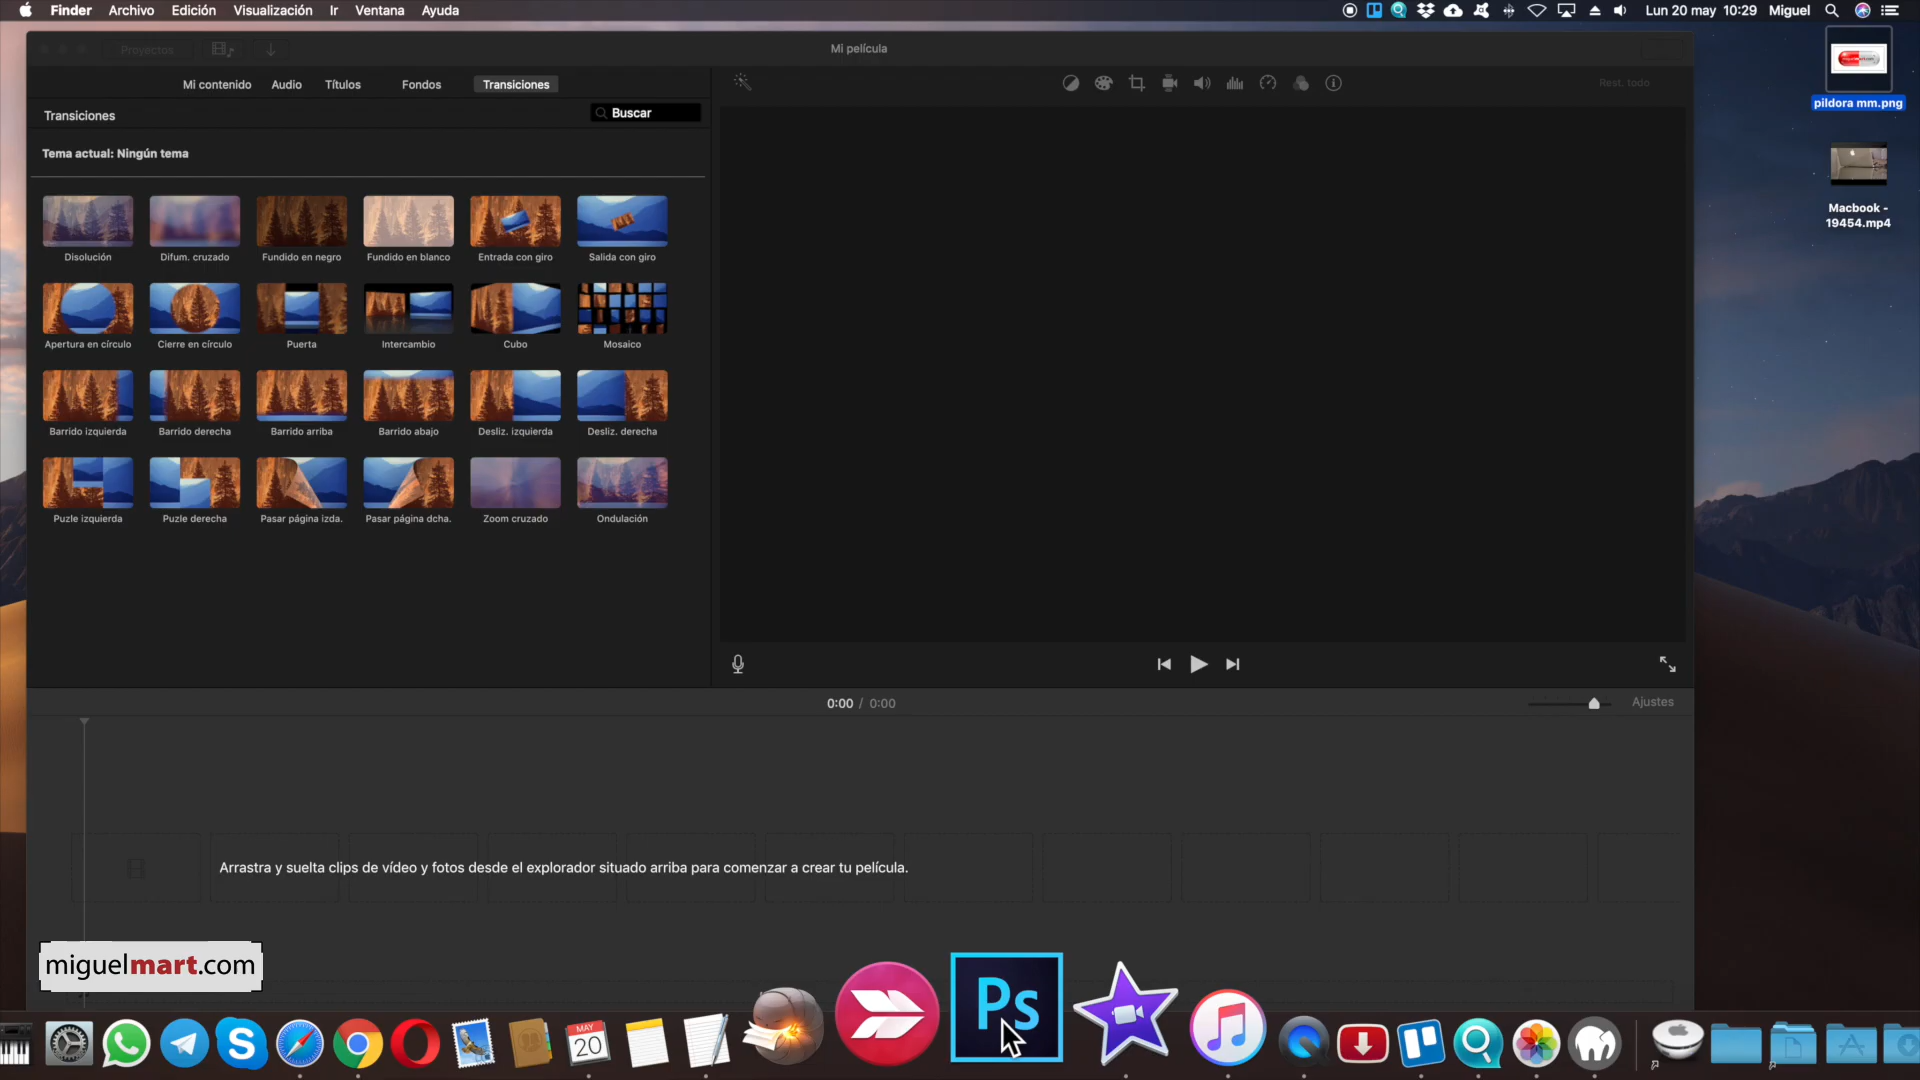 Finder Archivo Edición Visualización Ir Ventana Ayuda
Lun 20 may 10:29 Miguel
Proyectos
Mi película
Mi contenido Audio Títulos Fondos Transiciones
Rest. todo
Transiciones
Buscar
Tema actual: Ningún tema
Disolución Difum. cruzado Fundido en negro Fundido en blanco Entrada con giro Salida con giro
Apertura en círculo Cierre en círculo Puerta Intercambio Cubo Mosaico
Barrido izquierda Barrido derecha Barrido arriba Barrido abajo Desliz. izquierda Desliz. derecha
Puzle izquierda Puzle derecha Pasar página izda. Pasar página dcha. Zoom cruzado Ondulación
pildora mm.png
Macbook -
19454.mp4
0:00 / 0:00
Ajustes
Arrastra y suelta clips de vídeo y fotos desde el explorador situado arriba para comenzar a crear tu película.
miguelmart.com
MAY
20
Ps